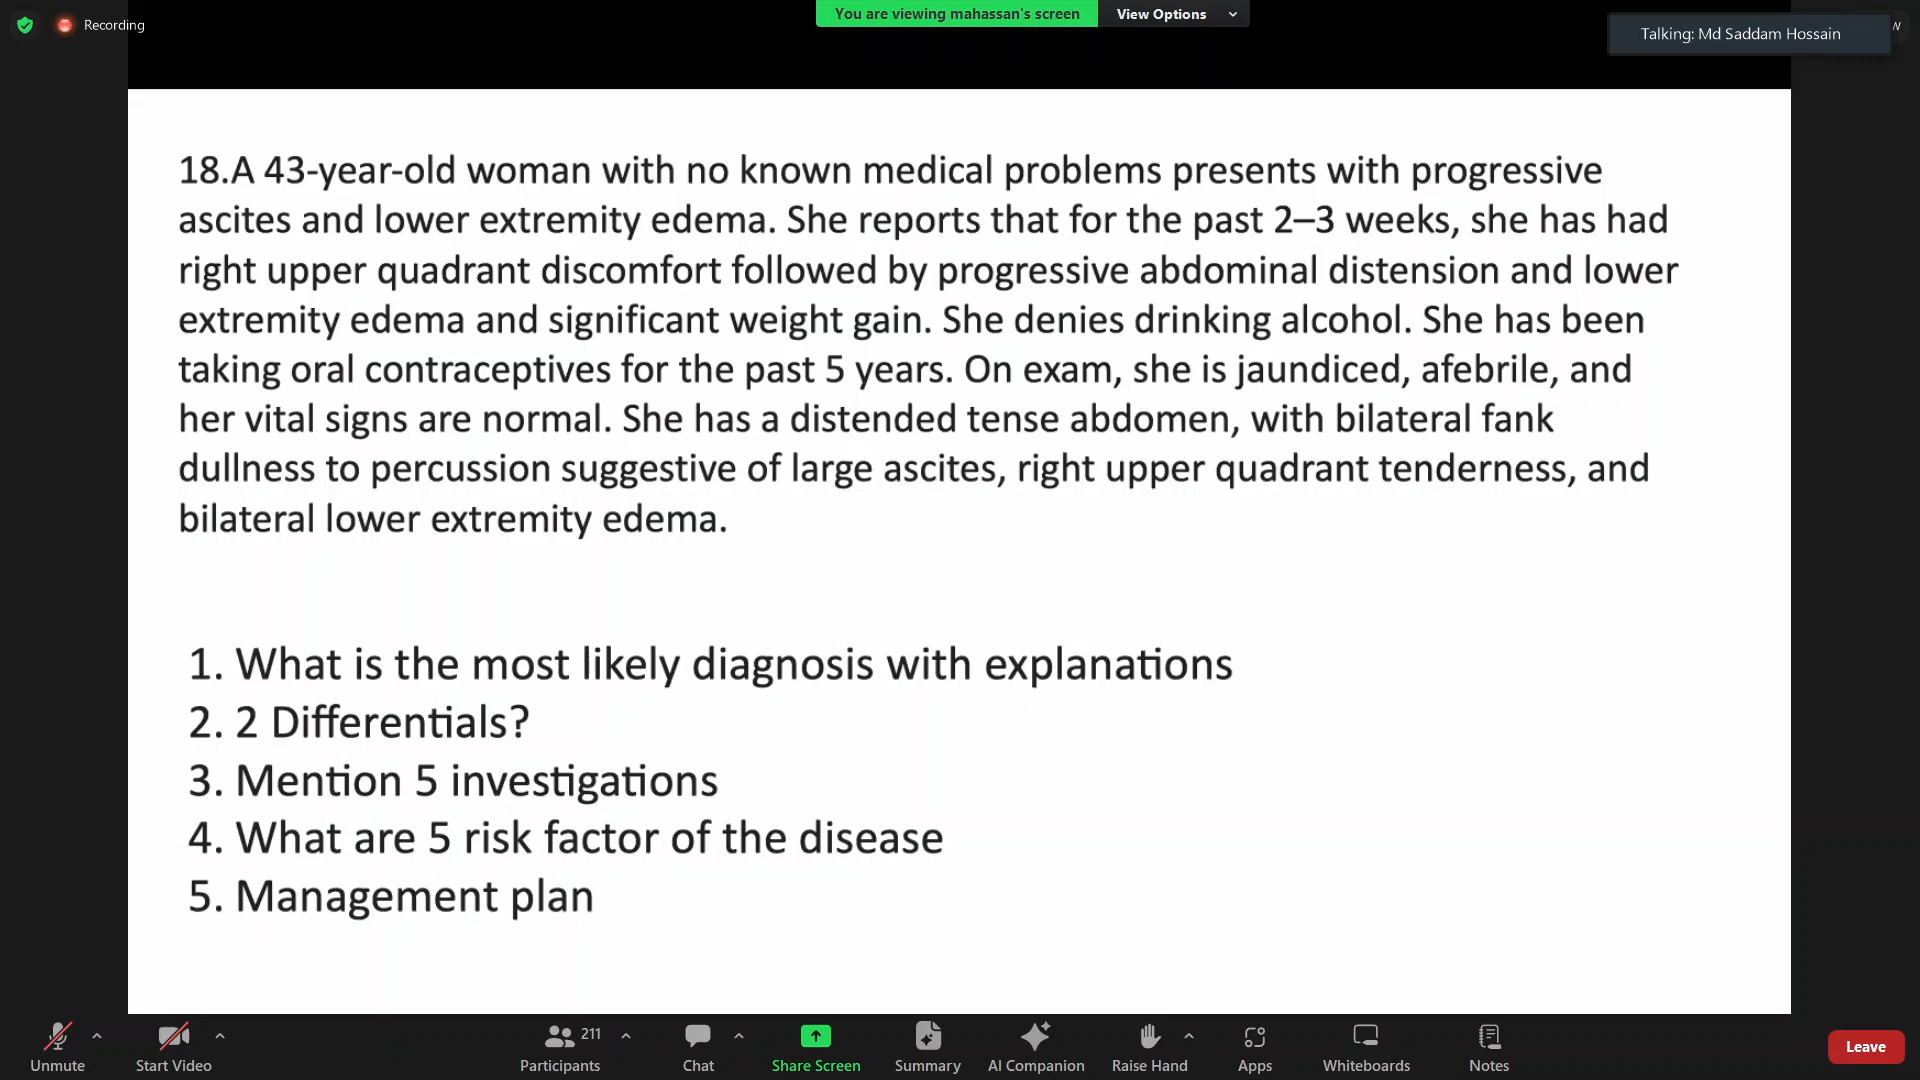 Recording
You are viewing mahassan's screen
View Options
Talking: Md Saddam Hossain
18.A 43-year-old woman with no known medical problems presents with progressive
ascites and lower extremity edema. She reports that for the past 2–3 weeks, she has had
right upper quadrant discomfort followed by progressive abdominal distension and lower
extremity edema and significant weight gain. She denies drinking alcohol. She has been
taking oral contraceptives for the past 5 years. On exam, she is jaundiced, afebrile, and
her vital signs are normal. She has a distended tense abdomen, with bilateral fank
dullness to percussion suggestive of large ascites, right upper quadrant tenderness, and
bilateral lower extremity edema.
1. What is the most likely diagnosis with explanations
2. 2 Differentials?
3. Mention 5 investigations
4. What are 5 risk factor of the disease
5. Management plan
211
Unmute
Start Video
Participants
Chat
Share Screen
Summary
AI Companion
Raise Hand
Apps
Whiteboards
Notes
Leave